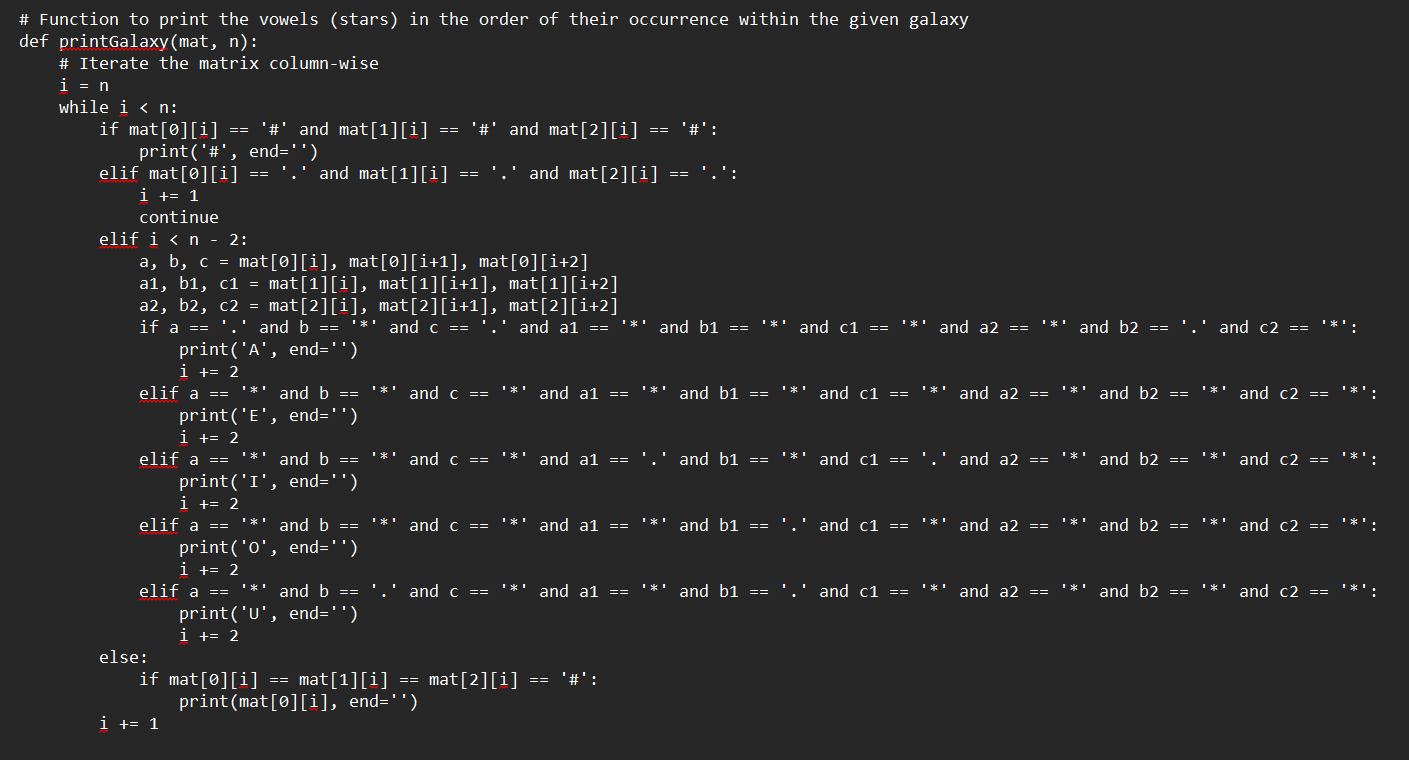 # Function to print the vowels (stars) in the order of their occurrence within the given galaxy
def printGalaxy(mat, n):
    # Iterate the matrix column-wise
    i = n
    while i < n:
        if mat[0][i] == '#' and mat[1][i] == '#' and mat[2][i] == '#':
            print('#', end='')
        elif mat[0][i] == '.' and mat[1][i] == '.' and mat[2][i] == '.':
            i += 1
            continue
        elif i < n - 2:
            a, b, c = mat[0][i], mat[0][i+1], mat[0][i+2]
            a1, b1, c1 = mat[1][i], mat[1][i+1], mat[1][i+2]
            a2, b2, c2 = mat[2][i], mat[2][i+1], mat[2][i+2]
            if a == '.' and b == '*' and c == '.' and a1 == '*' and b1 == '*' and c1 == '*' and a2 == '*' and b2 == '.' and c2 == '*':
                print('A', end='')
                i += 2
            elif a == '*' and b == '*' and c == '*' and a1 == '*' and b1 == '*' and c1 == '*' and a2 == '*' and b2 == '*' and c2 == '*':
                print('E', end='')
                i += 2
            elif a == '*' and b == '*' and c == '*' and a1 == '.' and b1 == '*' and c1 == '.' and a2 == '*' and b2 == '*' and c2 == '*':
                print('I', end='')
                i += 2
            elif a == '*' and b == '*' and c == '*' and a1 == '*' and b1 == '.' and c1 == '*' and a2 == '*' and b2 == '*' and c2 == '*':
                print('O', end='')
                i += 2
            elif a == '*' and b == '.' and c == '*' and a1 == '*' and b1 == '.' and c1 == '*' and a2 == '*' and b2 == '*' and c2 == '*':
                print('U', end='')
                i += 2
        else:
            if mat[0][i] == mat[1][i] == mat[2][i] == '#':
                print(mat[0][i], end='')
        i += 1